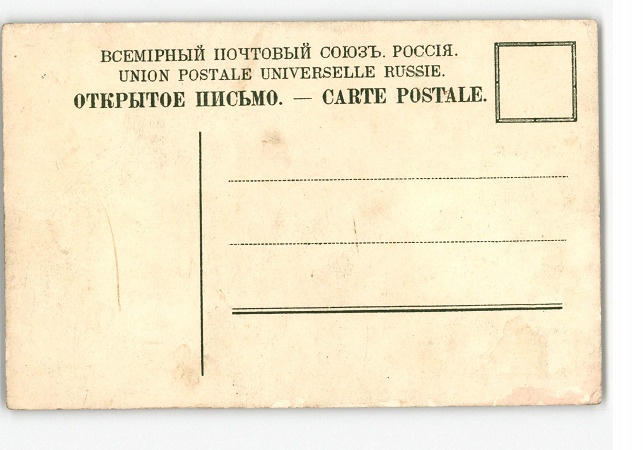 ВСЕМІРНЫЙ ПОЧТОВЫЙ СОЮЗЪ. РОССІЯ.
UNION POSTALE UNIVERSELLE RUSSIE.
ОТКРЫТОЕ ПИСЬМО. — CARTE POSTALE.